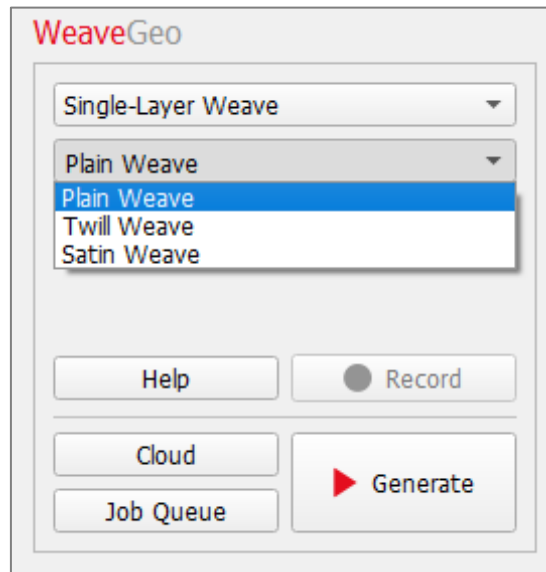 WeaveGeo
Single-Layer Weave
Plain Weave
Plain Weave
Twill Weave
Satin Weave
Help
Record
Cloud
Generate
Job Queue